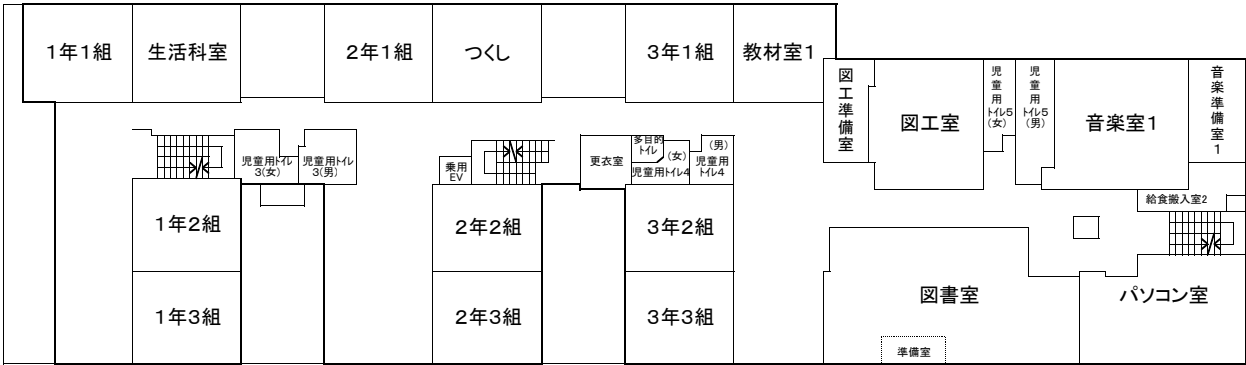 1年1組
生活科室
2年1組
つくし
3年1組
教材室1
図工準備室
図工室
児童用
トイレ5
(女)
児童用
トイレ5
(男)
音楽室1
音楽準備室1
児童用トイレ
3(女)
児童用トイレ
3(男)
乗用
EV
更衣室
多目的
トイレ
(女)
児童用トイレ4
(男)
児童用
トイレ4
給食搬入室2
1年2組
2年2組
3年2組
1年3組
2年3組
3年3組
図書室
準備室
パソコン室